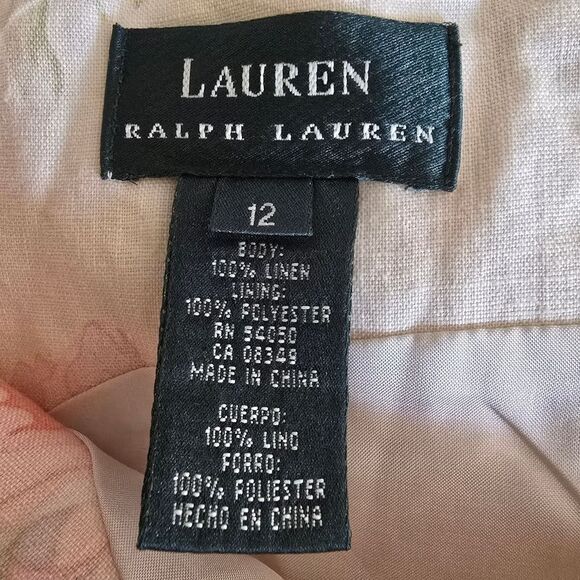 LAUREN
RALPH LAUREN
12
BODY:
100% LINEN
LINING:
100% POLYESTER
RN 54050
CA 08349
MADE IN CHINA
CUERPO:
100% LINO
FORRO:
100% POLIESTER
HECHO EN CHINA